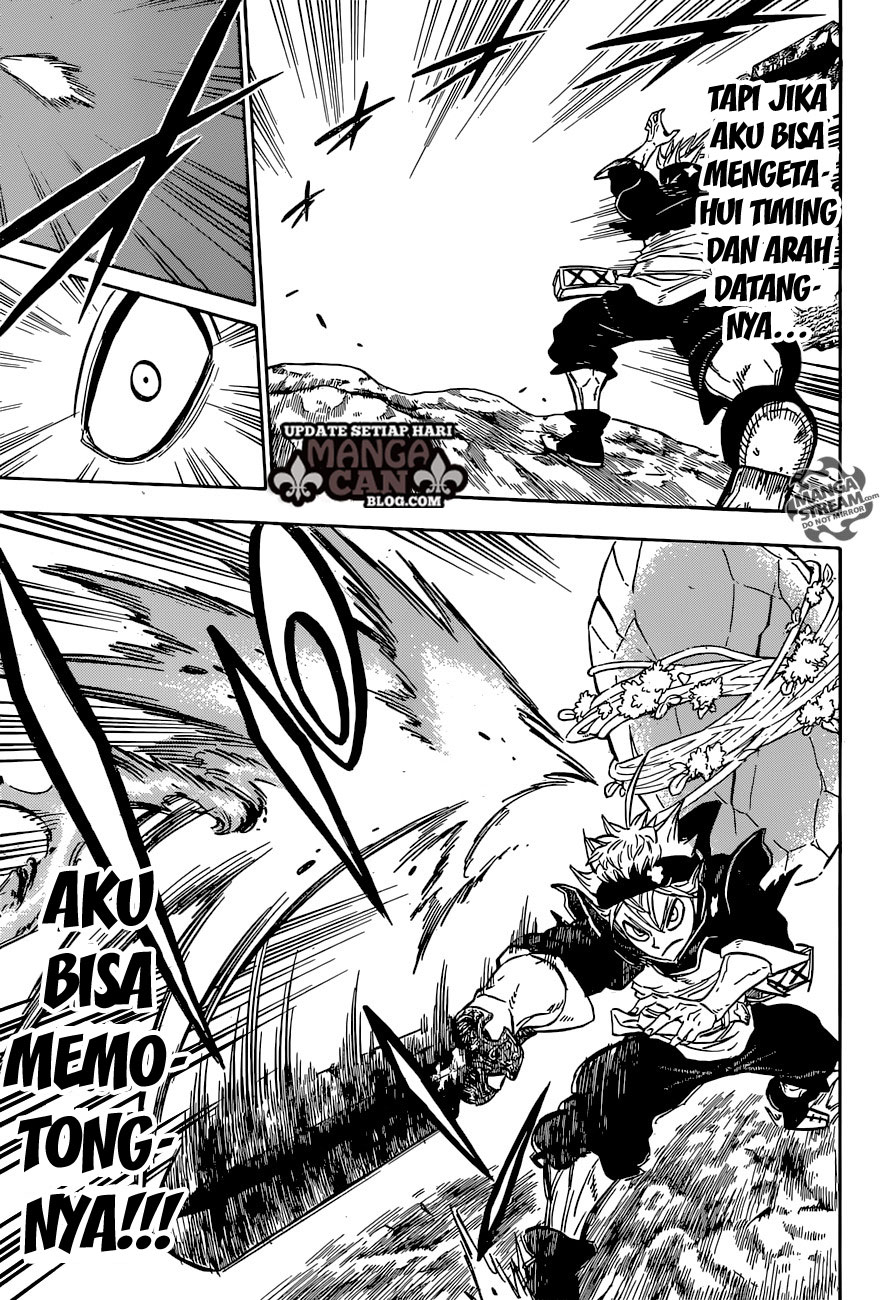 TAPI JIKA
AKU BISA
MENGETA-
HUI TIMING
DAN ARAH
DATANG-
NYA...
UPDATE SETIAP HARI
MANGA
CAN
BLOG.COM
MANGA
STREAM.com
DO NOT MIRROR
AKU
BISA
MEMO-
TONG-
NYA!!!